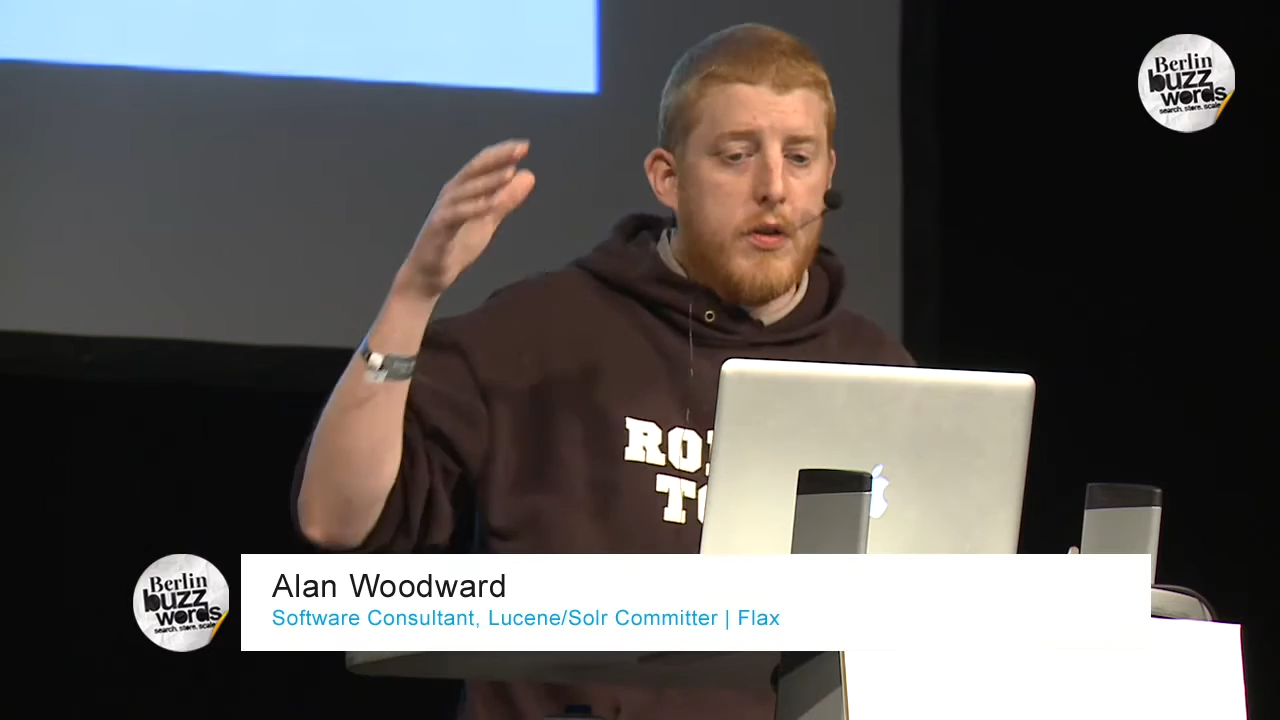 Berlin
buzz
words
search. store. scale
RO
T
Alan Woodward
Software Consultant, Lucene/Solr Committer | Flax
Berlin
buzz
words
search. store. scale